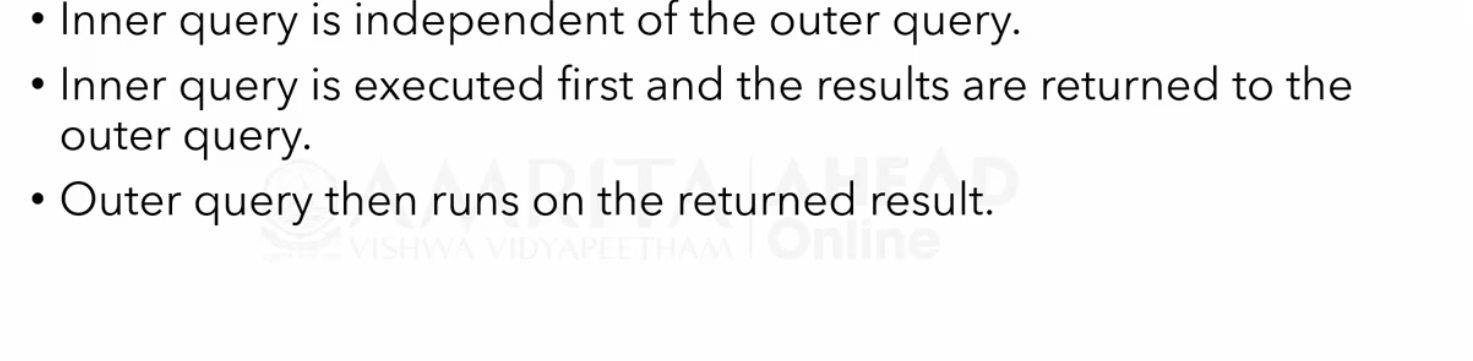 • Inner query is independent of the outer query.
• Inner query is executed first and the results are returned to the
outer query.
• Outer query then runs on the returned result.
AMRITA AHEAD
VISHWA VIDYAPEETHAM Online